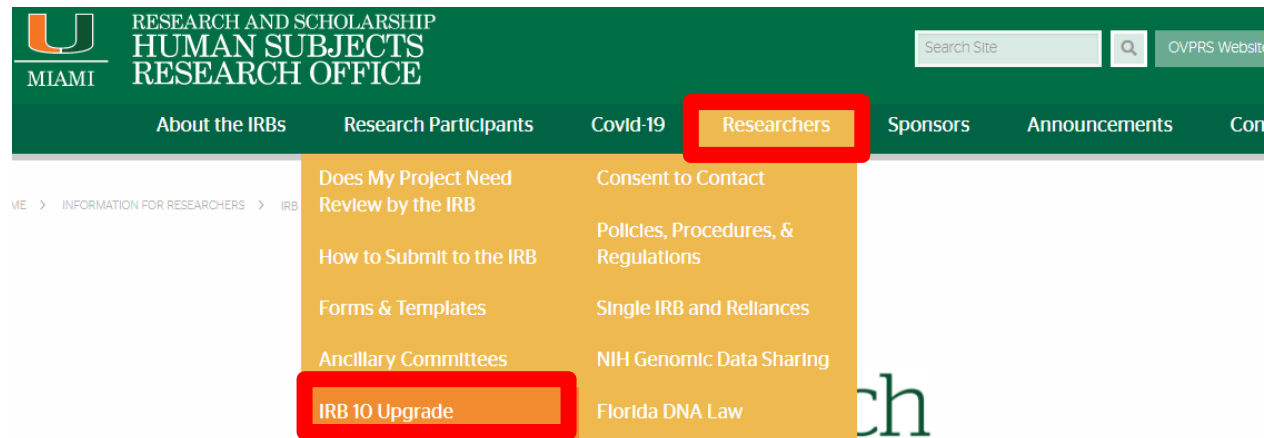 RESEARCH AND SCHOLARSHIP
HUMAN SUBJECTS
RESEARCH OFFICE
MIAMI
Search Site
OVPRS Website
About the IRBs
Research Participants
Covid-19
Researchers
Sponsors
Announcements
Con
ME > INFORMATION FOR RESEARCHERS > IRB
Does My Project Need
Review by the IRB
How to Submit to the IRB
Forms & Templates
Ancillary Committees
IRB 10 Upgrade
Consent to Contact
Policies, Procedures, &
Regulations
Single IRB and Reliances
NIH Genomic Data Sharing
Florida DNA Law
ch